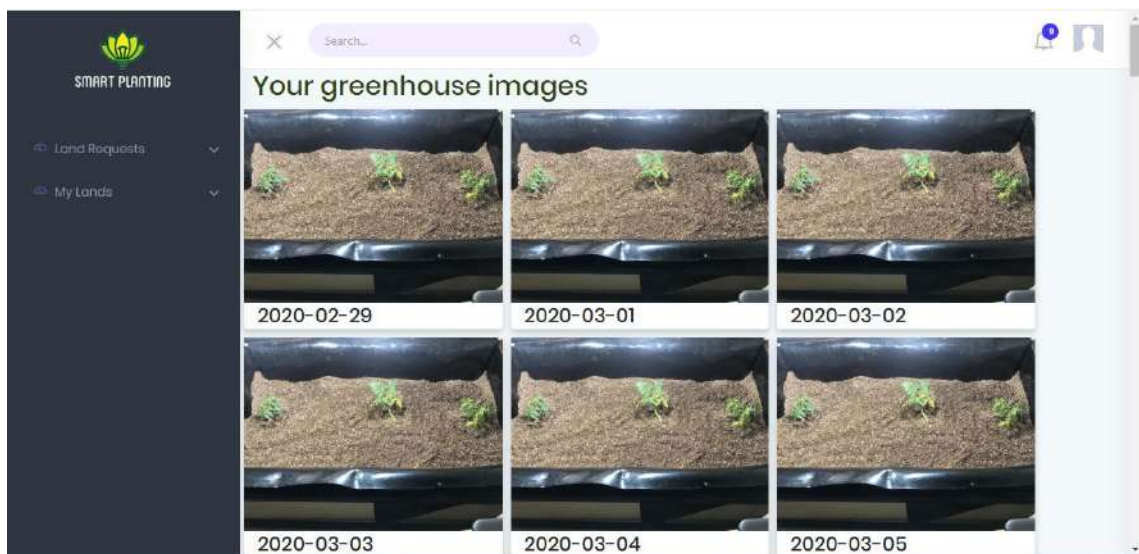 SMART PLANTING
Search...
9
Your greenhouse images
Land Requests
My Lands
2020-02-29
2020-03-01
2020-03-02
2020-03-03
2020-03-04
2020-03-05